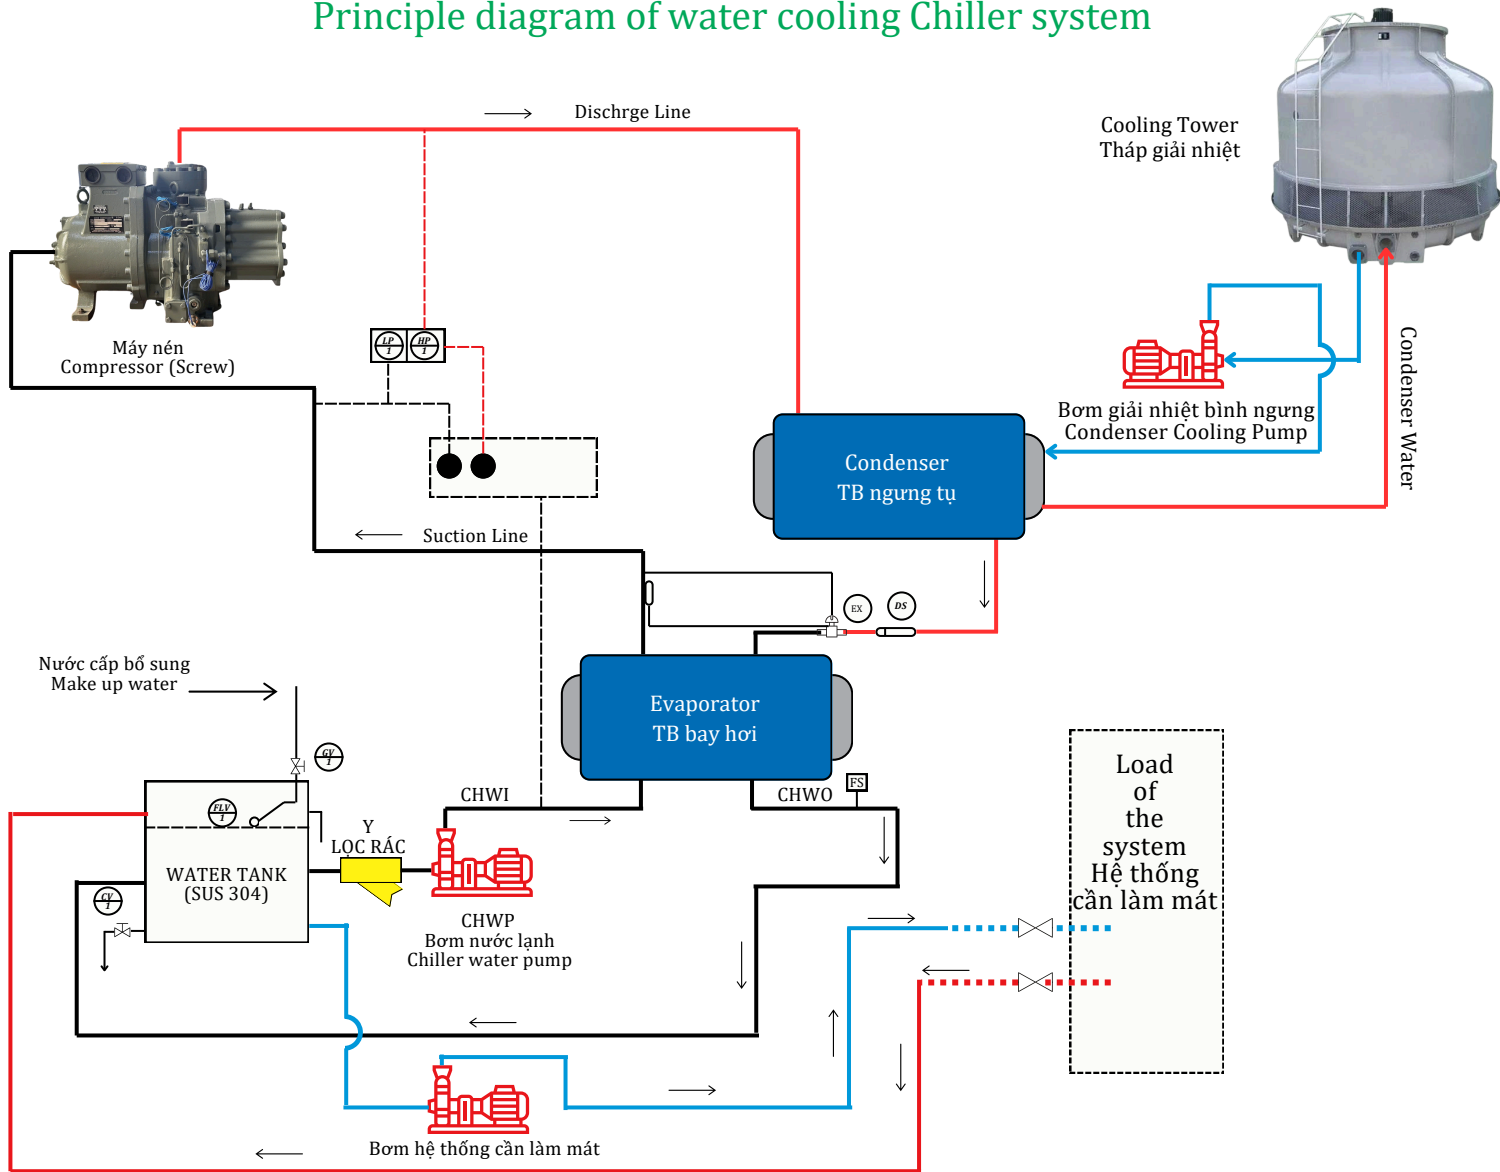 Principle diagram of water cooling Chiller system
Dischrge Line
Cooling Tower
Tháp giải nhiệt
Máy nén
Compressor (Screw)
LP
1
HP
1
Condenser Water
Bơm giải nhiệt bình ngưng
Condenser Cooling Pump
Condenser
TB ngưng tụ
Suction Line
EX
DS
Nước cấp bổ sung
Make up water
Evaporator
TB bay hơi
GV
1
FLV
1
CHWI
CHWO
FS
Y
LỌC RÁC
WATER TANK
(SUS 304)
CV
1
CHWP
Bơm nước lạnh
Chiller water pump
Load
of
the
system
Hệ thống
cần làm mát
Bơm hệ thống cần làm mát